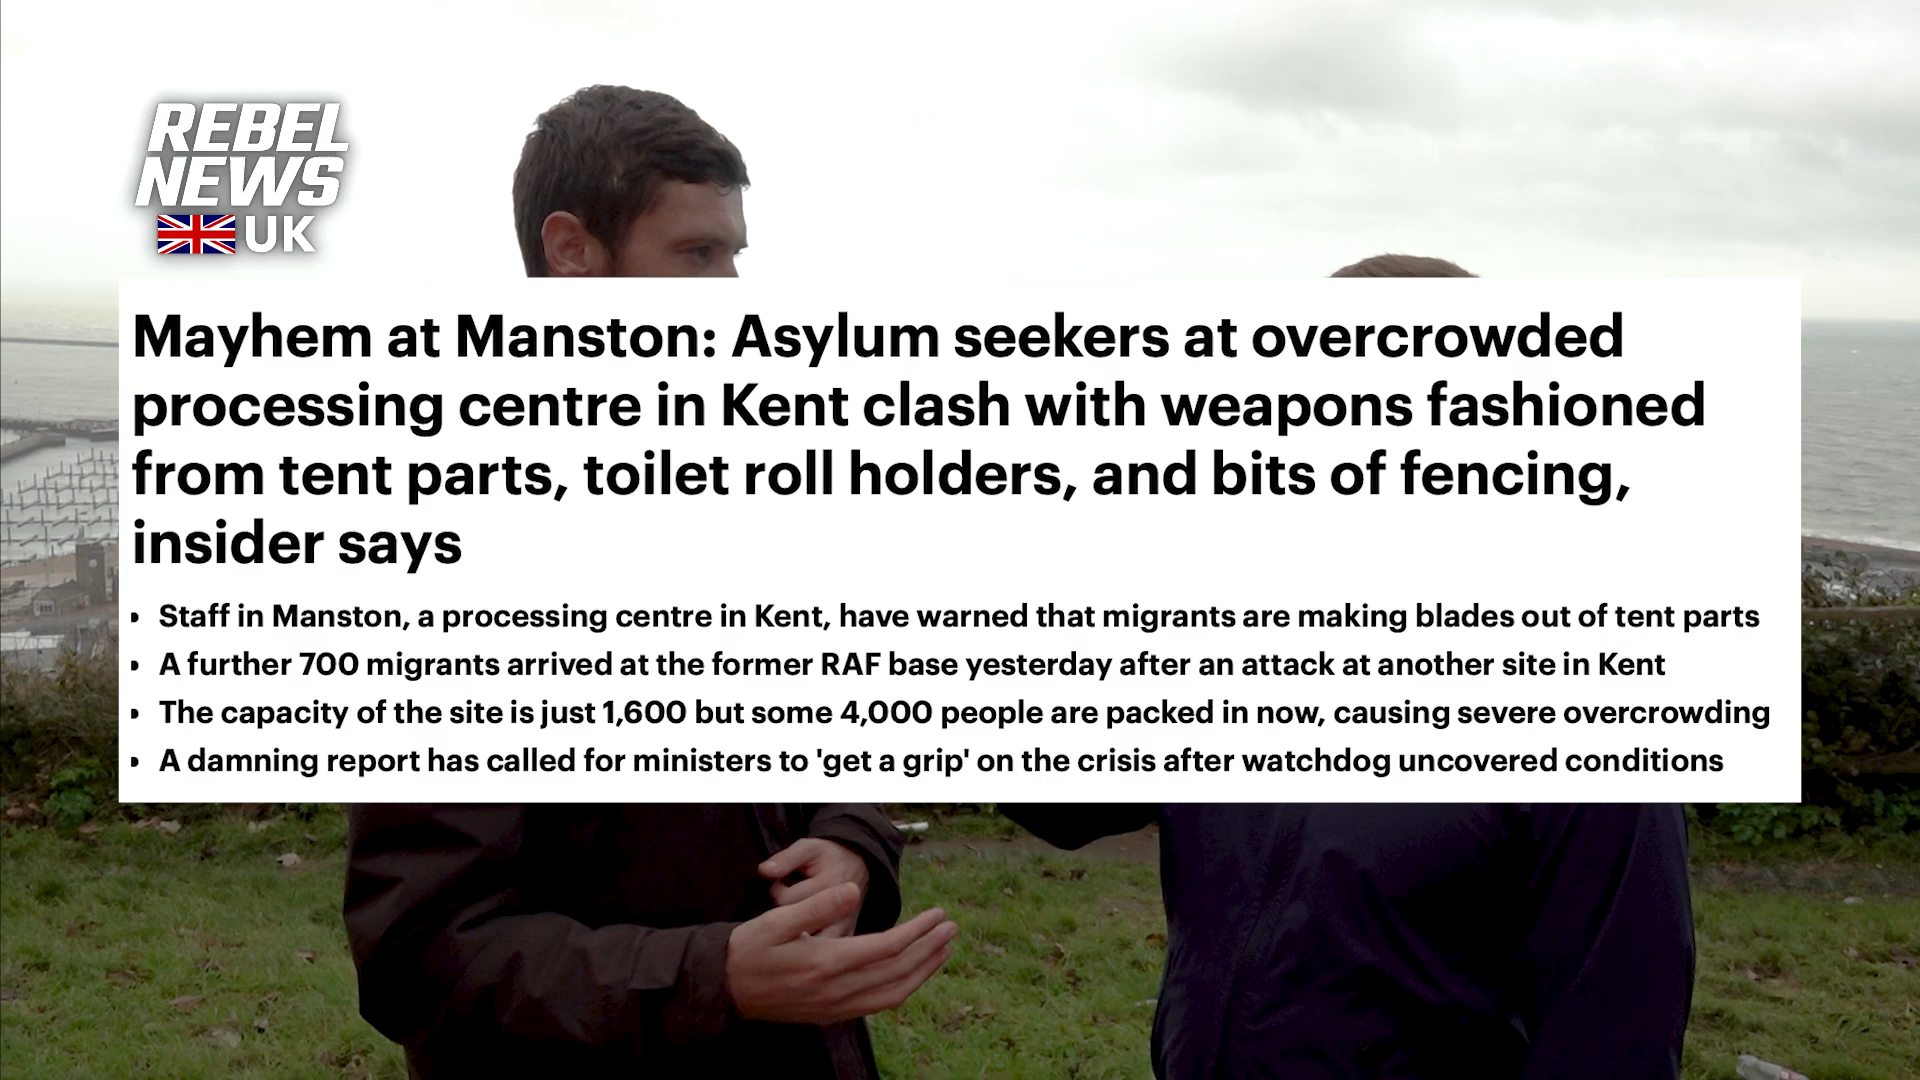 REBEL
NEWS
UK
Mayhem at Manston: Asylum seekers at overcrowded
processing centre in Kent clash with weapons fashioned
from tent parts, toilet roll holders, and bits of fencing,
insider says
Staff in Manston, a processing centre in Kent, have warned that migrants are making blades out of tent parts
A further 700 migrants arrived at the former RAF base yesterday after an attack at another site in Kent
The capacity of the site is just 1,600 but some 4,000 people are packed in now, causing severe overcrowding
A damning report has called for ministers to 'get a grip' on the crisis after watchdog uncovered conditions